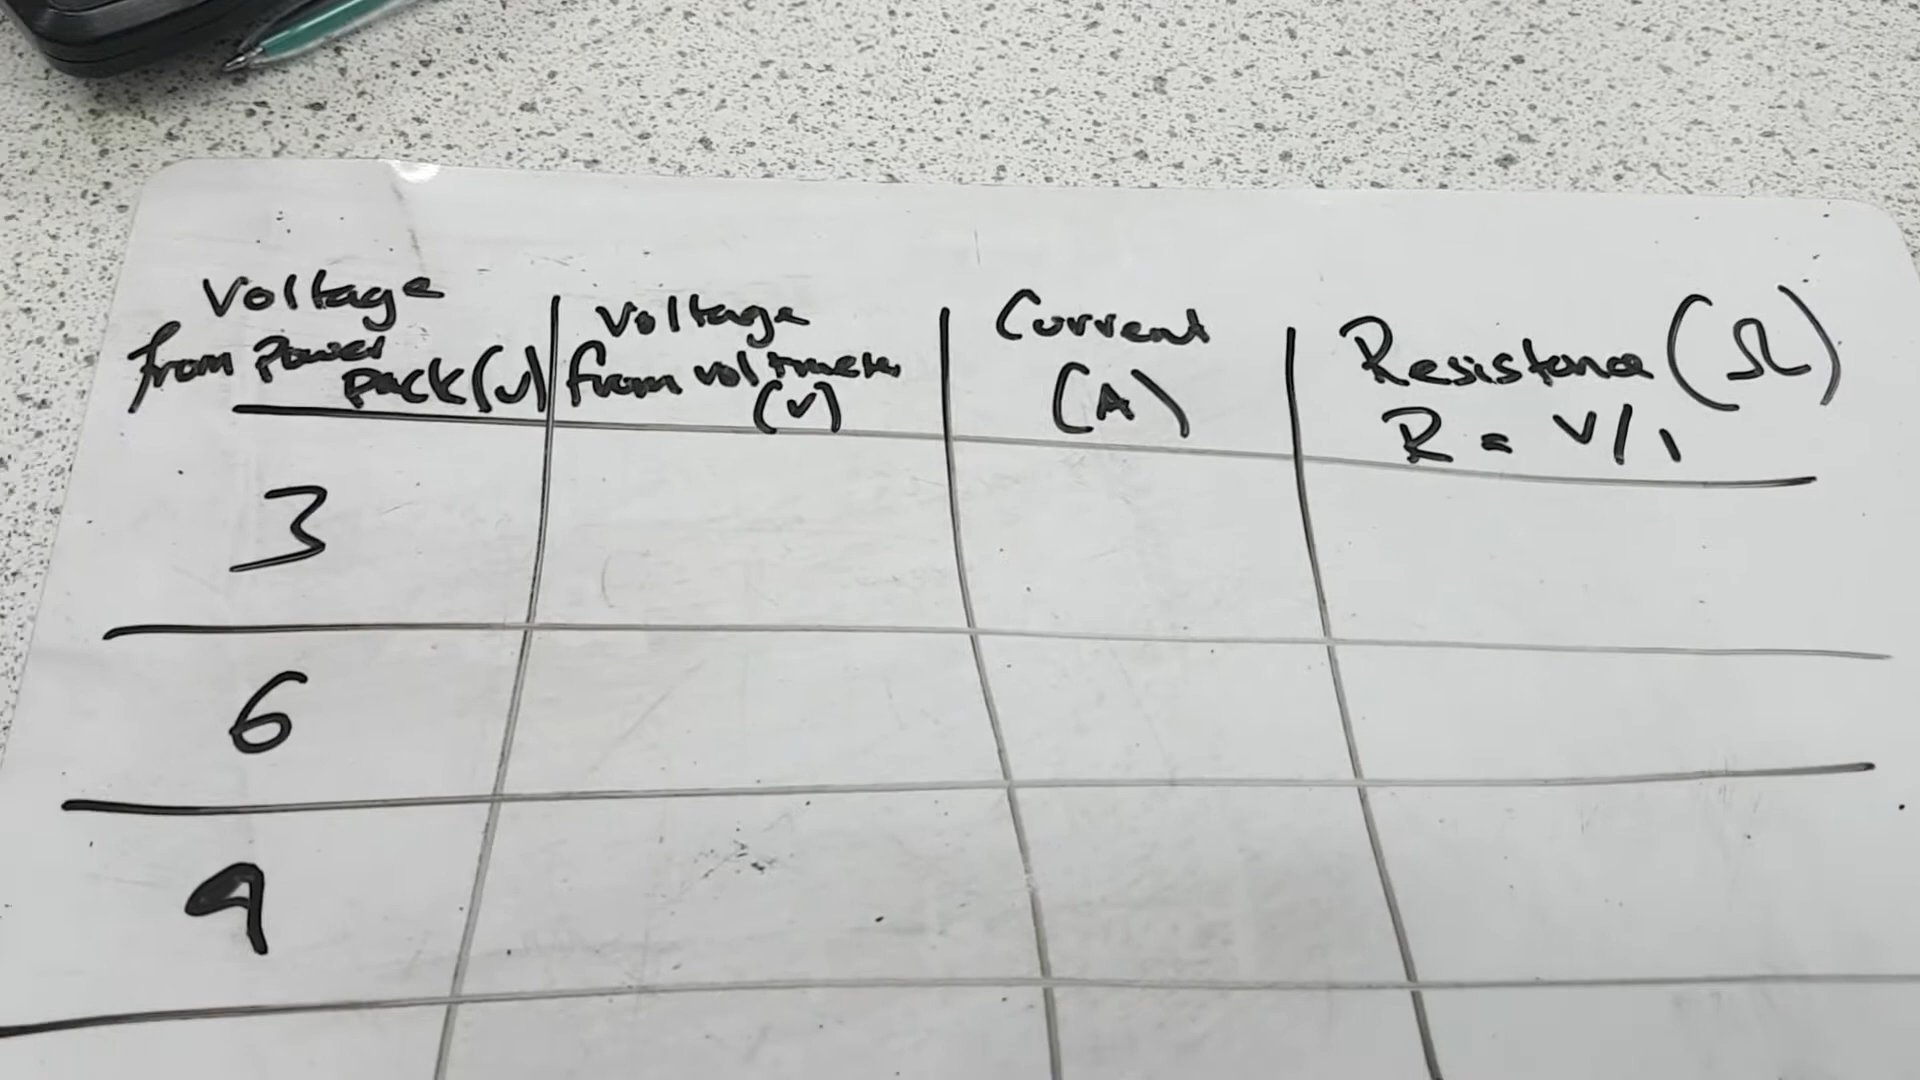 Voltage
from Power
pack (V)
Voltage
from voltmeter
(V)
Current
(A)
Resistance (Ω)
R = V/I
3
6
9